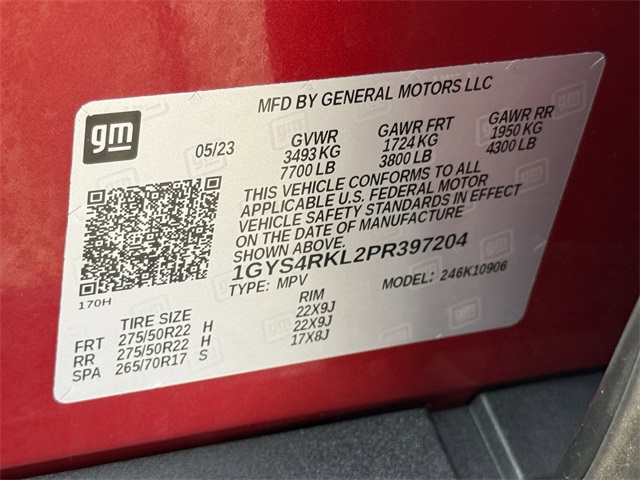 MFD BY GENERAL MOTORS LLC
gm
05/23
GVWR GAWR FRT GAWR RR
3493 KG 1724 KG 1950 KG
7700 LB 3800 LB 4300 LB
THIS VEHICLE CONFORMS TO ALL
APPLICABLE U.S. FEDERAL MOTOR
VEHICLE SAFETY STANDARDS IN EFFECT
ON THE DATE OF MANUFACTURE
SHOWN ABOVE.
1GYS4RKL2PR397204
170H
TYPE: MPV MODEL: 246K10906
TIRE SIZE RIM
FRT 275/50R22 H 22X9J
RR 275/50R22 H 22X9J
SPA 265/70R17 S 17X8J